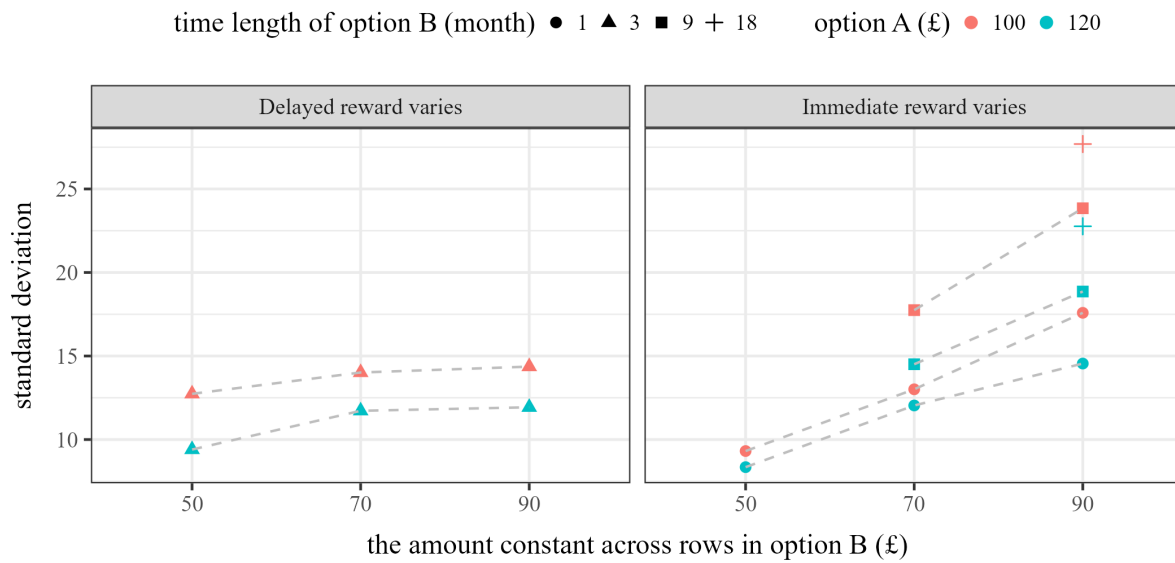 time length of option B (month) 1 3 9 18 option A (£) 100 120
Delayed reward varies Immediate reward varies
25
20
15
10
standard deviation
50 70 90 50 70 90
the amount constant across rows in option B (£)